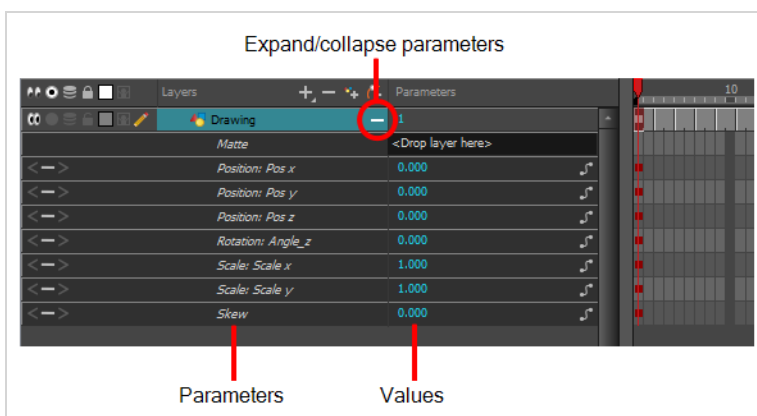 Expand/collapse parameters
Layers Parameters 10
Drawing 1
Matte <Drop layer here>
Position: Pos x 0.000
Position: Pos y 0.000
Position: Pos z 0.000
Rotation: Angle_z 0.000
Scale: Scale x 1.000
Scale: Scale y 1.000
Skew 0.000
Parameters Values